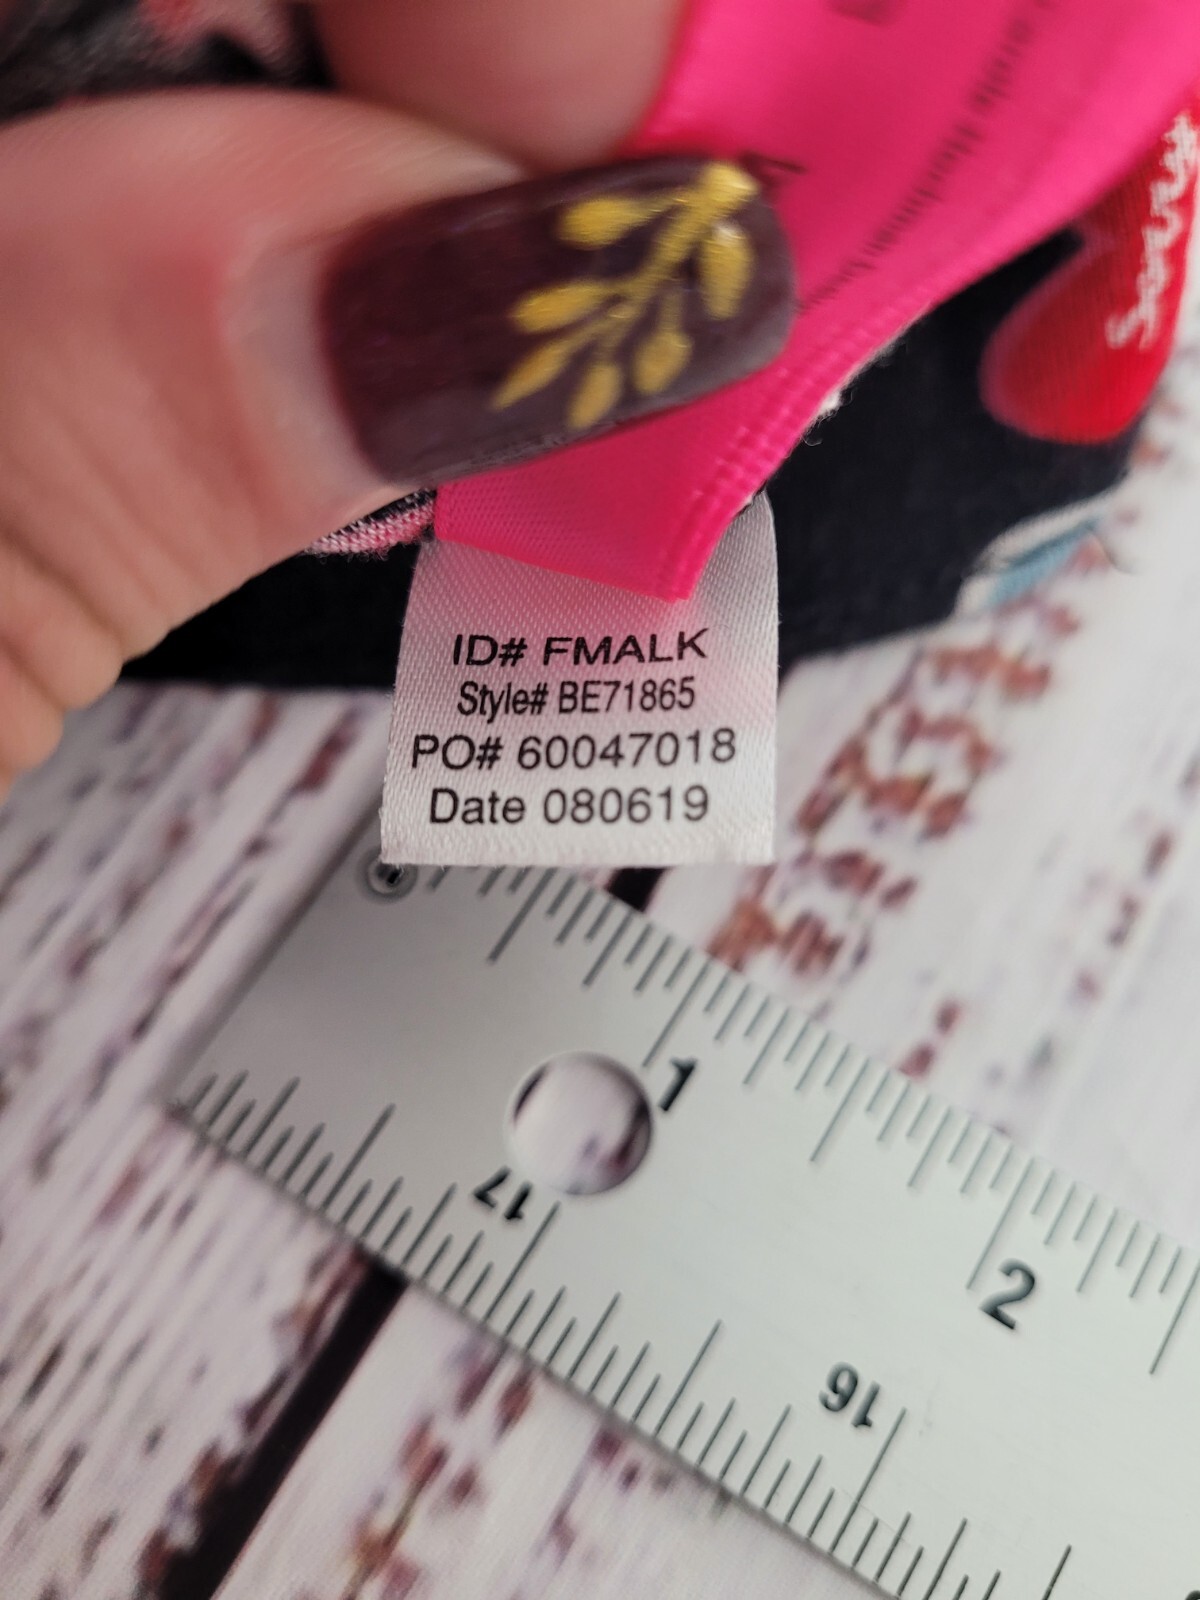 ID# FMALK
Style# BE71865
PO# 60047018
Date 080619
1
17
2
16